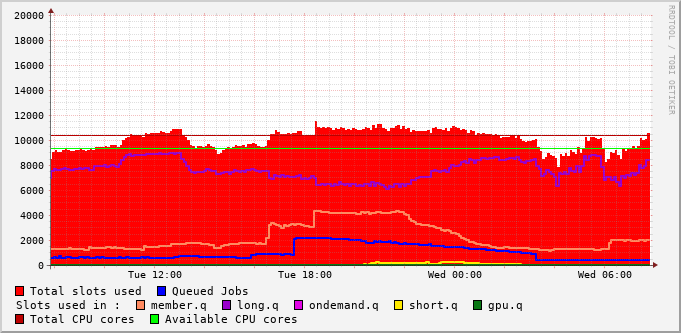 20000
18000
16000
14000
12000
10000
8000
6000
4000
2000
0
Tue 12:00 Tue 18:00 Wed 00:00 Wed 06:00
RRDTOOL / TOBI OETIKER
Total slots used Queued Jobs
Slots used in : member.q long.q ondemand.q short.q gpu.q
Total CPU cores Available CPU cores